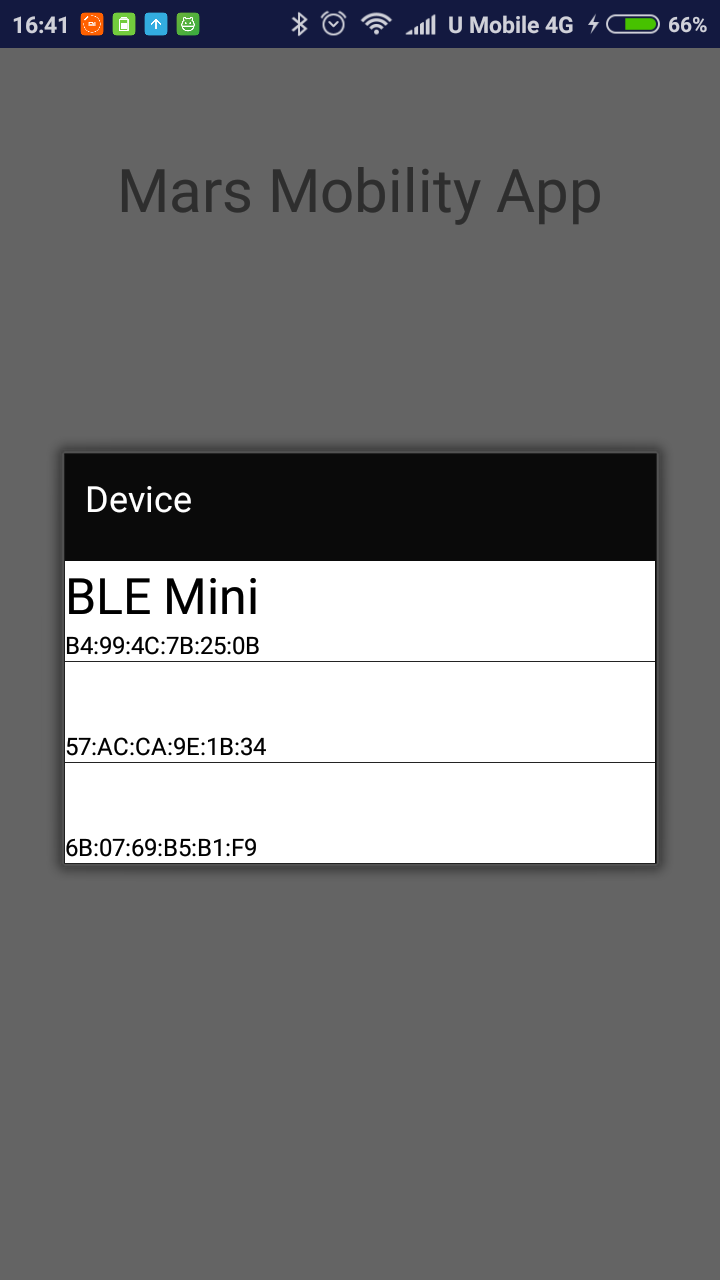 16:41 U Mobile 4G 66%
Mars Mobility App
Device
BLE Mini
B4:99:4C:7B:25:0B
57:AC:CA:9E:1B:34
6B:07:69:B5:B1:F9